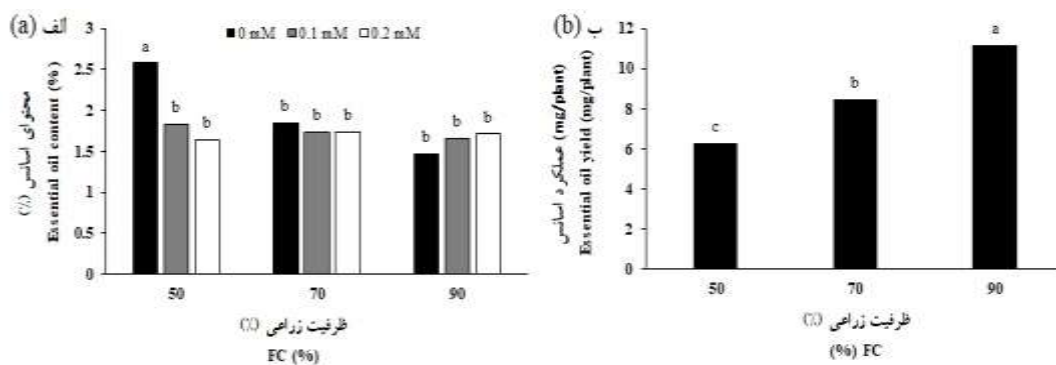 (a) الف
0 mM 0.1 mM 0.2 mM
محتوای اسانس (٪)
Essential oil content (%)
3
2.5
2
1.5
1
0.5
0
a b b
b b b
b b b
50 70 90
ظرفیت زراعی (٪)
FC (%)
(b) ب
عملکرد اسانس (mg/plant)
Essential oil yield (mg/plant)
12
10
8
6
4
2
0
c b a
50 70 90
ظرفیت زراعی (٪)
(%) FC